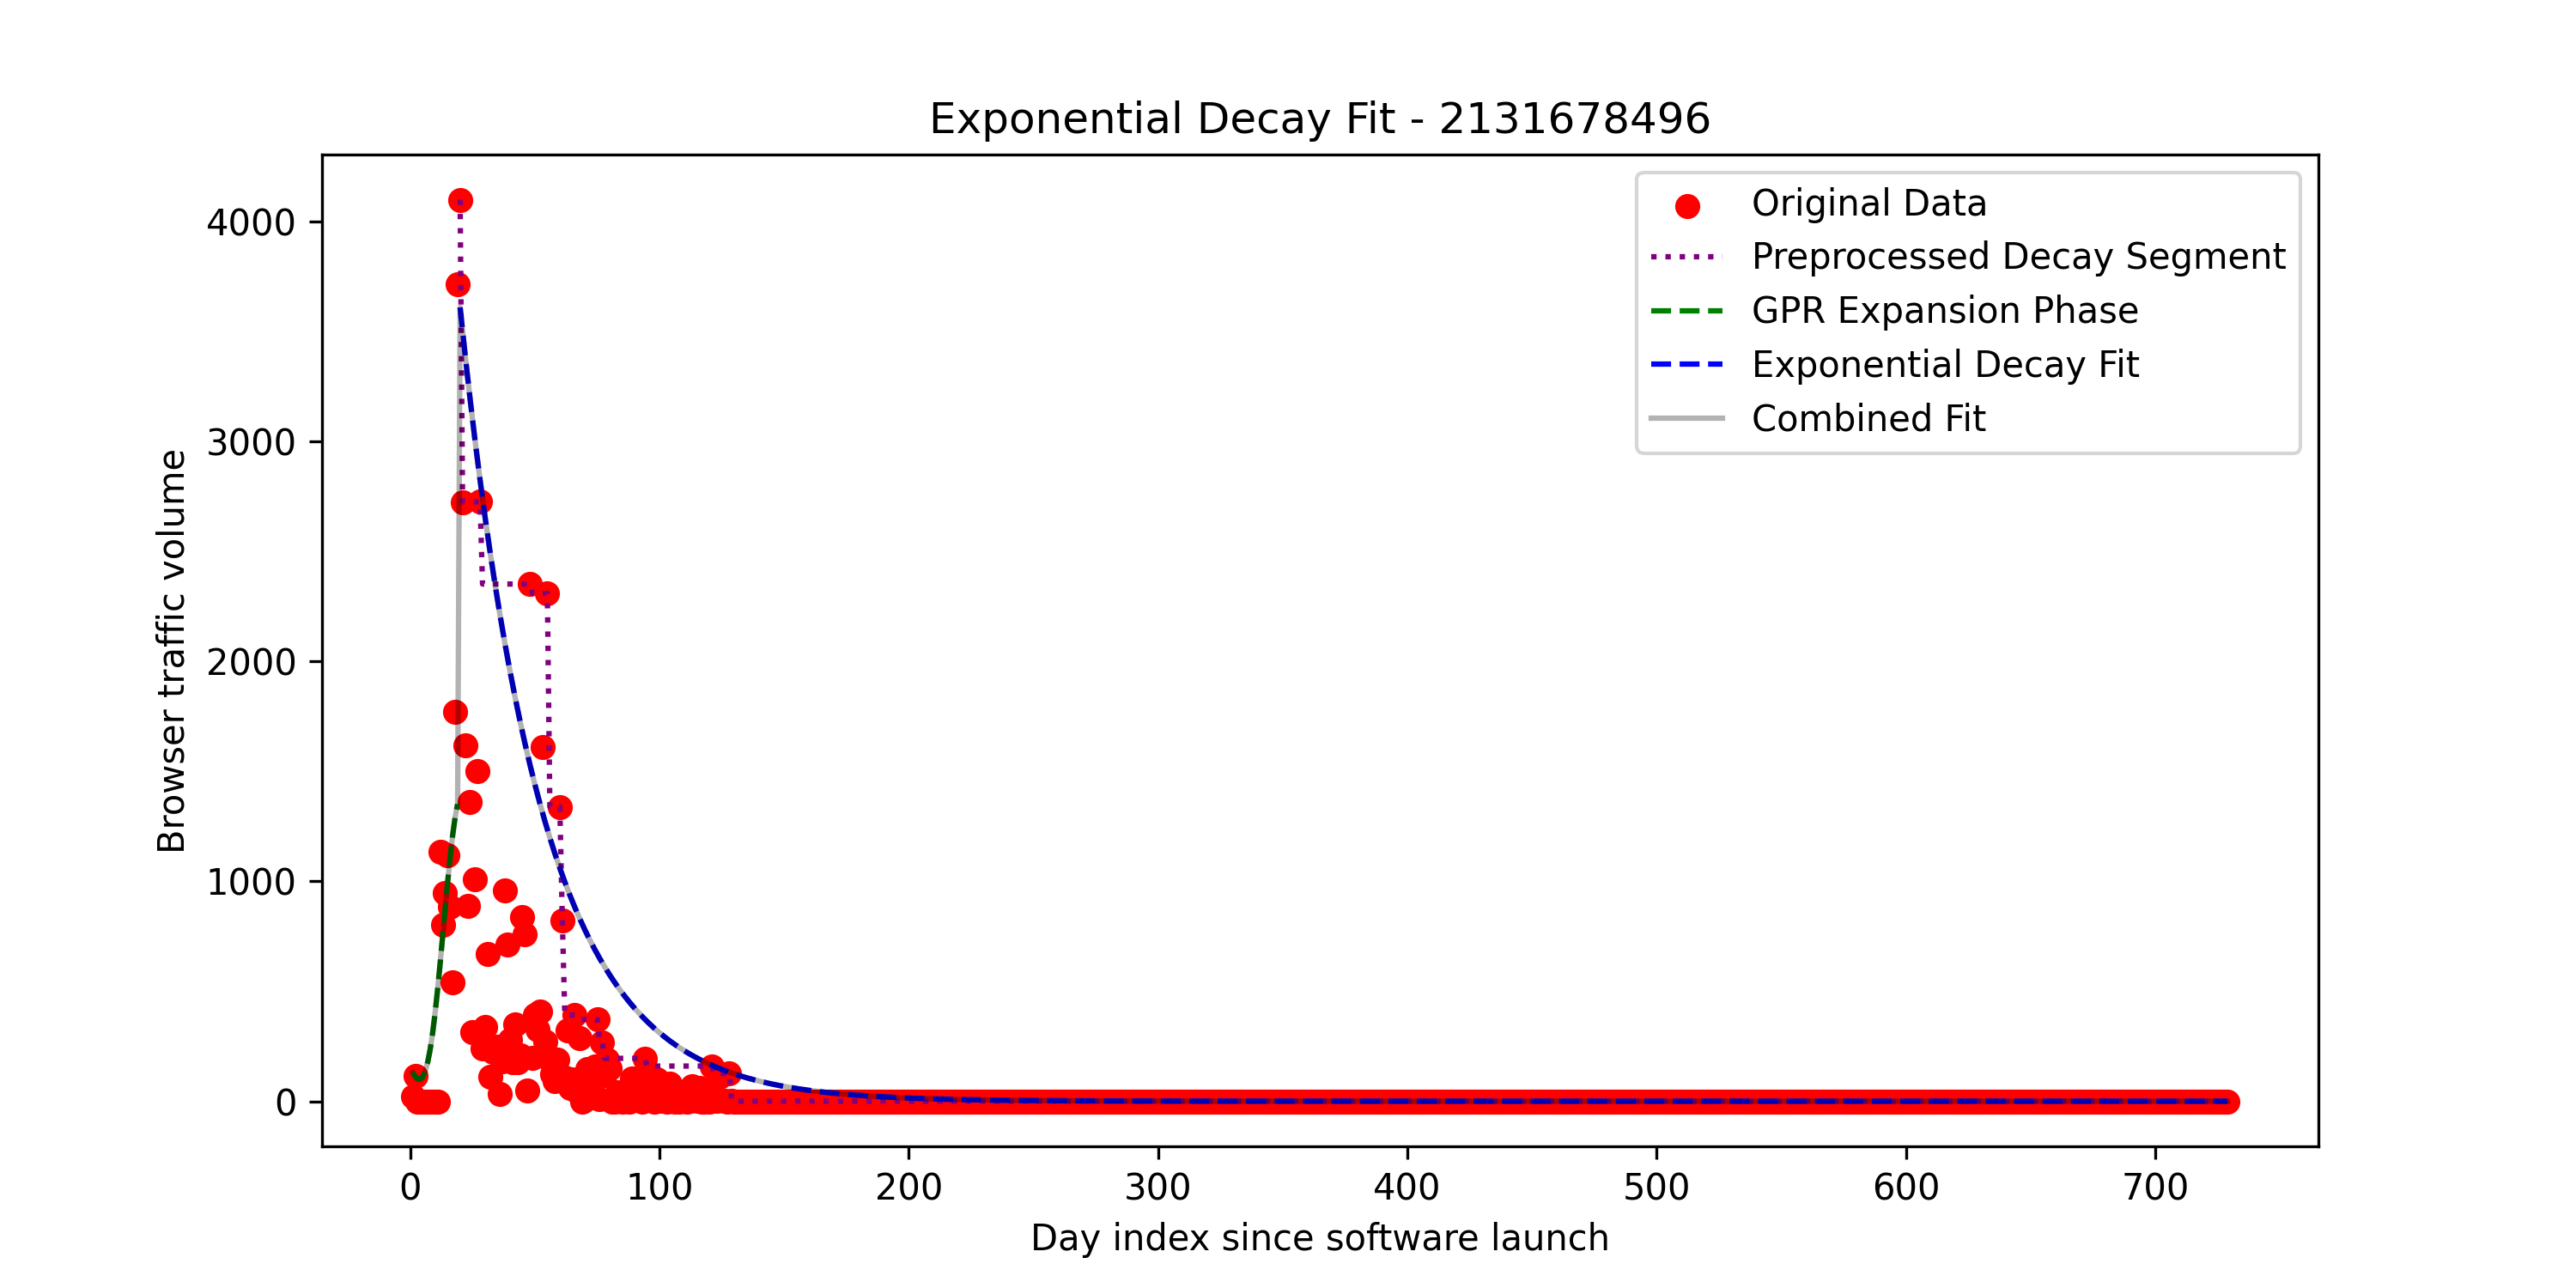 Exponential Decay Fit - 2131678496
Original Data
Preprocessed Decay Segment
GPR Expansion Phase
Exponential Decay Fit
Combined Fit
Browser traffic volume
4000
3000
2000
1000
0
0 100 200 300 400 500 600 700
Day index since software launch